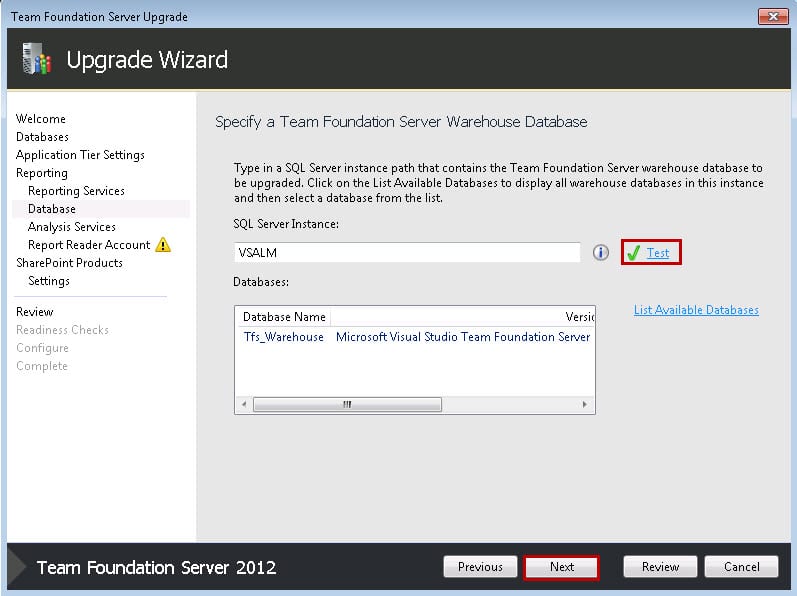 Team Foundation Server Upgrade
Upgrade Wizard
Welcome
Databases
Application Tier Settings
Reporting
Reporting Services
Database
Analysis Services
Report Reader Account
SharePoint Products
Settings
Review
Readiness Checks
Configure
Complete
Specify a Team Foundation Server Warehouse Database
Type in a SQL Server instance path that contains the Team Foundation Server warehouse database to
be upgraded. Click on the List Available Databases to display all warehouse databases in this instance
and then select a database from the list.
SQL Server Instance:
VSALM
Test
Databases:
List Available Databases
Database Name Versic
Tfs_Warehouse Microsoft Visual Studio Team Foundation Server
Team Foundation Server 2012
Previous Next Review Cancel